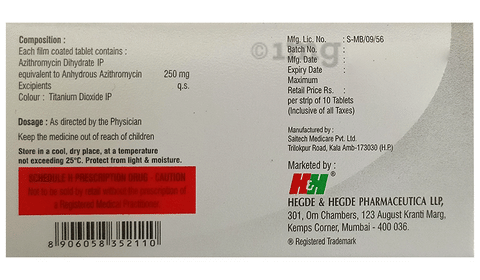 Composition :
Each film coated tablet contains :
Azithromycin Dihydrate IP
equivalent to Anhydrous Azithromycin 250 mg
Excipients q.s.
Colour : Titanium Dioxide IP
Dosage : As directed by the Physician
Keep the medicine out of reach of children
Store in a cool, dry place, at a temperature
not exceeding 25°C. Protect from light & moisture.
SCHEDULE H PRESCRIPTION DRUG - CAUTION
Not to be sold by retail without the prescription of
a Registered Medical Practitioner.
8 906058 352110
Mfg. Lic. No. : S-MB/09/56
Batch No. :
Mfg. Date :
Expiry Date :
Maximum
Retail Price Rs. :
per strip of 10 Tablets
(Inclusive of all Taxes)
Manufactured by :
Saitech Medicare Pvt. Ltd.
Trilokpur Road, Kala Amb-173030 (H.P.)
Marketed by :
H&H®
HEGDE & HEGDE PHARMACEUTICA LLP,
301, Om Chambers, 123 August Kranti Marg,
Kemps Corner, Mumbai - 400 036.
® Registered Trademark